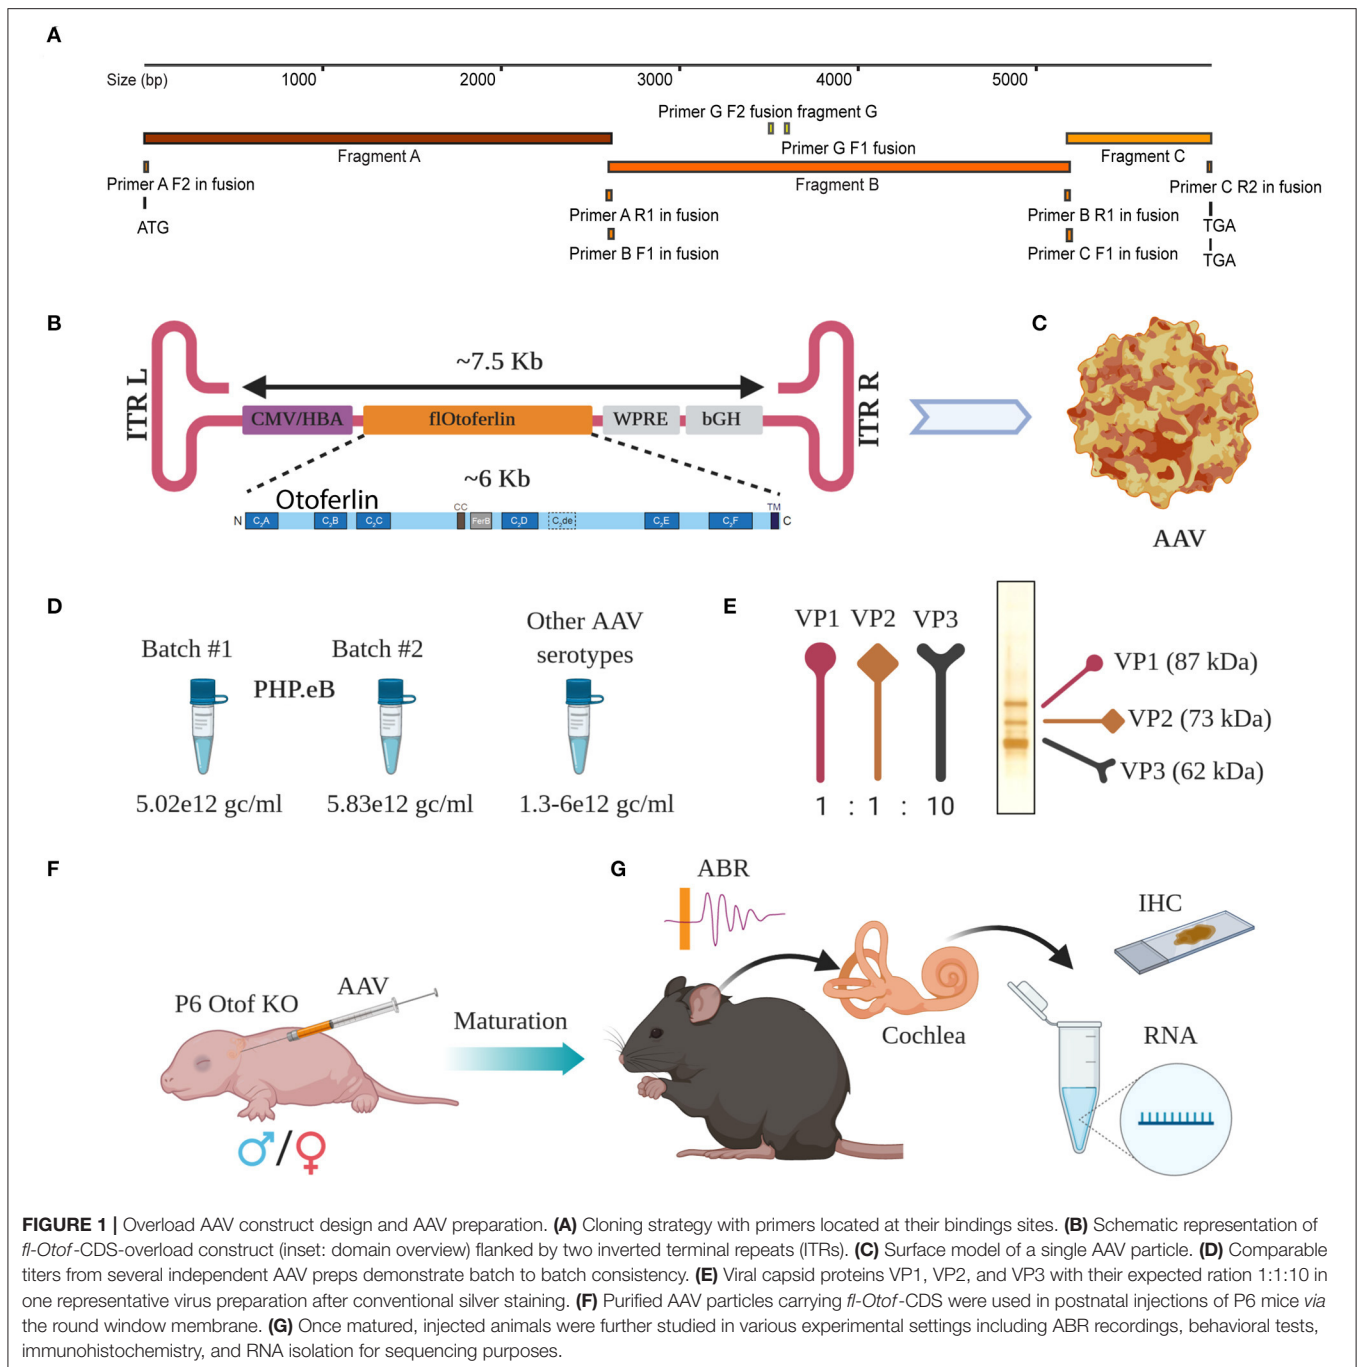 A
Size (bp) 1000 2000 3000 4000 5000
Primer G F2 fusion fragment G
Primer G F1 fusion
Fragment A
Fragment C
Fragment B
Primer A F2 in fusion
Primer C R2 in fusion
ATG
Primer A R1 in fusion
Primer B R1 in fusion
TGA
Primer B F1 in fusion
Primer C F1 in fusion
TGA
B
ITR L
~7.5 Kb
CMV/HBA
flOtoferlin
WPRE
bGH
ITR R
~6 Kb
Otoferlin
CC
TM
N
C2A
C2B
C2C
FerB
C2D
C2de
C2E
C2F
C
C
AAV
D
Batch #1
Batch #2
PHP.eB
Other AAV
serotypes
5.02e12 gc/ml
5.83e12 gc/ml
1.3-6e12 gc/ml
E
VP1 VP2 VP3
1 : 1 : 10
VP1 (87 kDa)
VP2 (73 kDa)
VP3 (62 kDa)
F
P6 Otof KO
AAV
Maturation
♂/♀
G
ABR
Cochlea
IHC
RNA
FIGURE 1 | Overload AAV construct design and AAV preparation. (A) Cloning strategy with primers located at their bindings sites. (B) Schematic representation of
fl-Otof-CDS-overload construct (inset: domain overview) flanked by two inverted terminal repeats (ITRs). (C) Surface model of a single AAV particle. (D) Comparable
titers from several independent AAV preps demonstrate batch to batch consistency. (E) Viral capsid proteins VP1, VP2, and VP3 with their expected ration 1:1:10 in
one representative virus preparation after conventional silver staining. (F) Purified AAV particles carrying fl-Otof-CDS were used in postnatal injections of P6 mice via
the round window membrane. (G) Once matured, injected animals were further studied in various experimental settings including ABR recordings, behavioral tests,
immunohistochemistry, and RNA isolation for sequencing purposes.